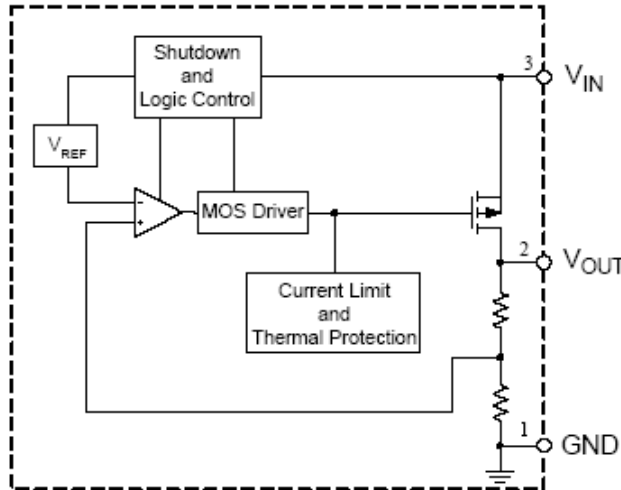 Shutdown
and
Logic Control
3
V_IN
V_REF
-
+
MOS Driver
2
V_OUT
Current Limit
and
Thermal Protection
1
GND